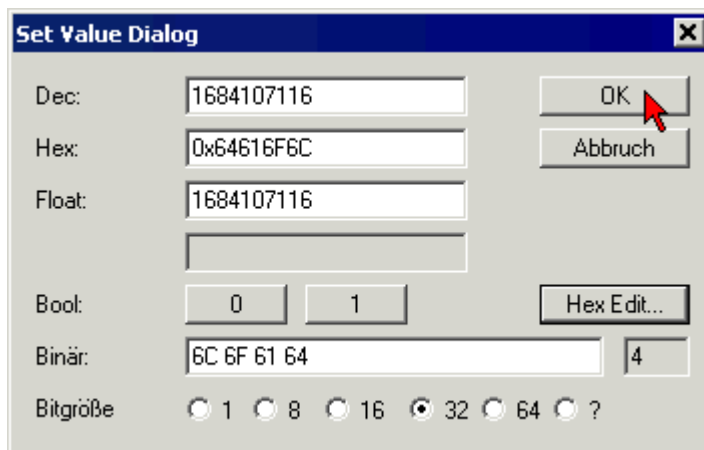 Set Value Dialog
Dec: 1684107116 OK
Hex: 0x64616F6C Abbruch
Float: 1684107116
Bool: 0 1 Hex Edit...
Binär: 6C 6F 61 64 4
Bitgröße 1 8 16 32 64 ?